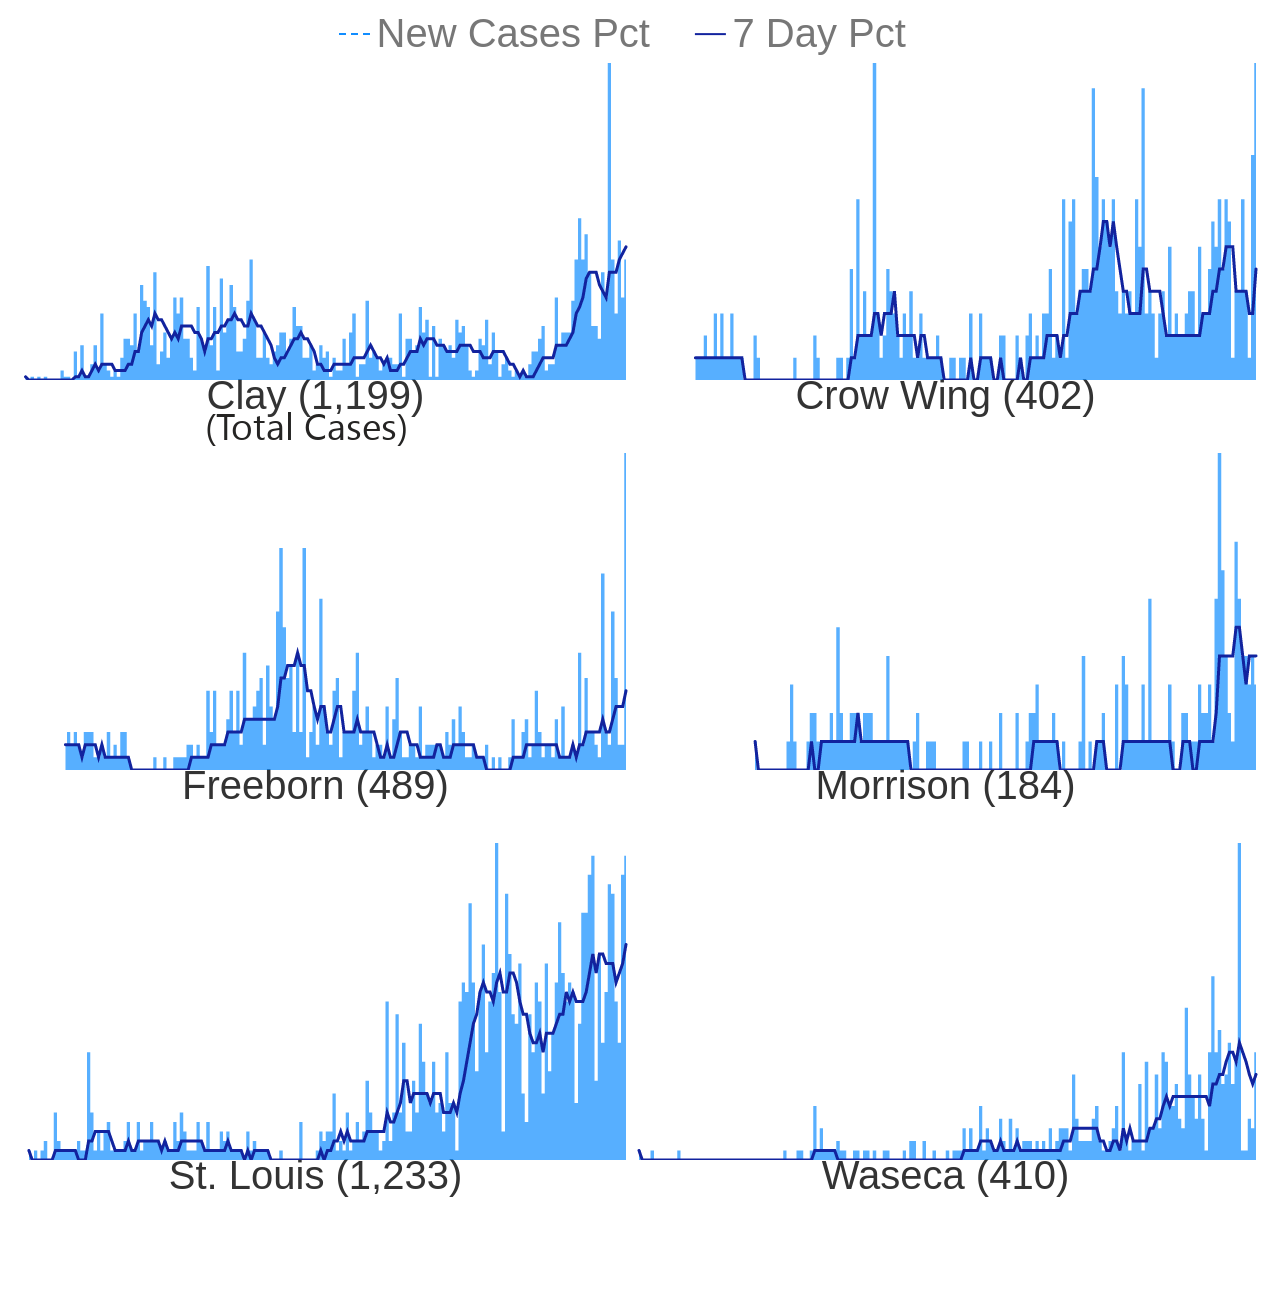 New Cases Pct 7 Day Pct
Clay (1,199) Crow Wing (402)
(Total Cases)
Freeborn (489) Morrison (184)
St. Louis (1,233) Waseca (410)